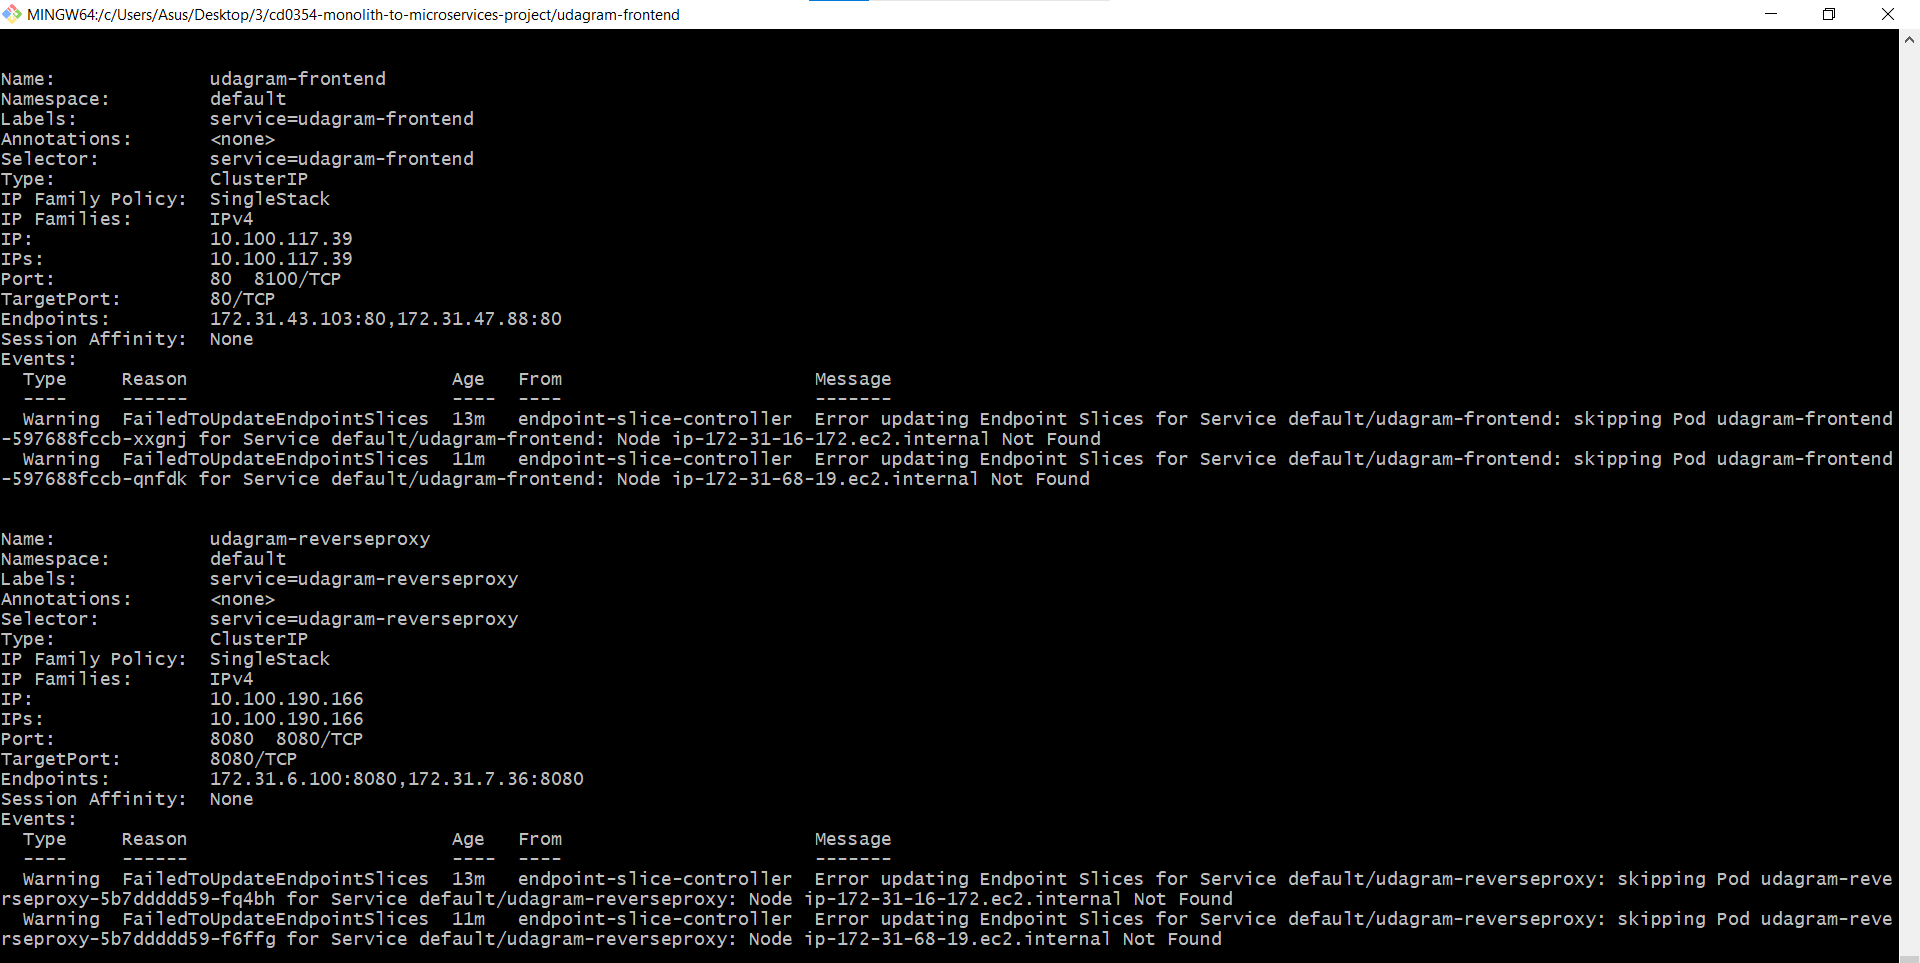 MINGW64:/c/Users/Asus/Desktop/3/cd0354-monolith-to-microservices-project/udagram-frontend
Name:              udagram-frontend
Namespace:         default
Labels:            service=udagram-frontend
Annotations:       <none>
Selector:          service=udagram-frontend
Type:              ClusterIP
IP Family Policy:  SingleStack
IP Families:       IPv4
IP:                10.100.117.39
IPs:               10.100.117.39
Port:              80  8100/TCP
TargetPort:        80/TCP
Endpoints:         172.31.43.103:80,172.31.47.88:80
Session Affinity:  None
Events:
  Type     Reason                        Age   From                       Message
  ----     ------                        ----  ----                       -------
  Warning  FailedToUpdateEndpointSlices  13m   endpoint-slice-controller  Error updating Endpoint Slices for Service default/udagram-frontend: skipping Pod udagram-frontend
-597688fccb-xxgnj for Service default/udagram-frontend: Node ip-172-31-16-172.ec2.internal Not Found
  Warning  FailedToUpdateEndpointSlices  11m   endpoint-slice-controller  Error updating Endpoint Slices for Service default/udagram-frontend: skipping Pod udagram-frontend
-597688fccb-qnfdk for Service default/udagram-frontend: Node ip-172-31-68-19.ec2.internal Not Found
Name:              udagram-reverseproxy
Namespace:         default
Labels:            service=udagram-reverseproxy
Annotations:       <none>
Selector:          service=udagram-reverseproxy
Type:              ClusterIP
IP Family Policy:  SingleStack
IP Families:       IPv4
IP:                10.100.190.166
IPs:               10.100.190.166
Port:              8080  8080/TCP
TargetPort:        8080/TCP
Endpoints:         172.31.6.100:8080,172.31.7.36:8080
Session Affinity:  None
Events:
  Type     Reason                        Age   From                       Message
  ----     ------                        ----  ----                       -------
  Warning  FailedToUpdateEndpointSlices  13m   endpoint-slice-controller  Error updating Endpoint Slices for Service default/udagram-reverseproxy: skipping Pod udagram-reve
rseproxy-5b7ddddd59-fq4bh for Service default/udagram-reverseproxy: Node ip-172-31-16-172.ec2.internal Not Found
  Warning  FailedToUpdateEndpointSlices  11m   endpoint-slice-controller  Error updating Endpoint Slices for Service default/udagram-reverseproxy: skipping Pod udagram-reve
rseproxy-5b7ddddd59-f6ffg for Service default/udagram-reverseproxy: Node ip-172-31-68-19.ec2.internal Not Found